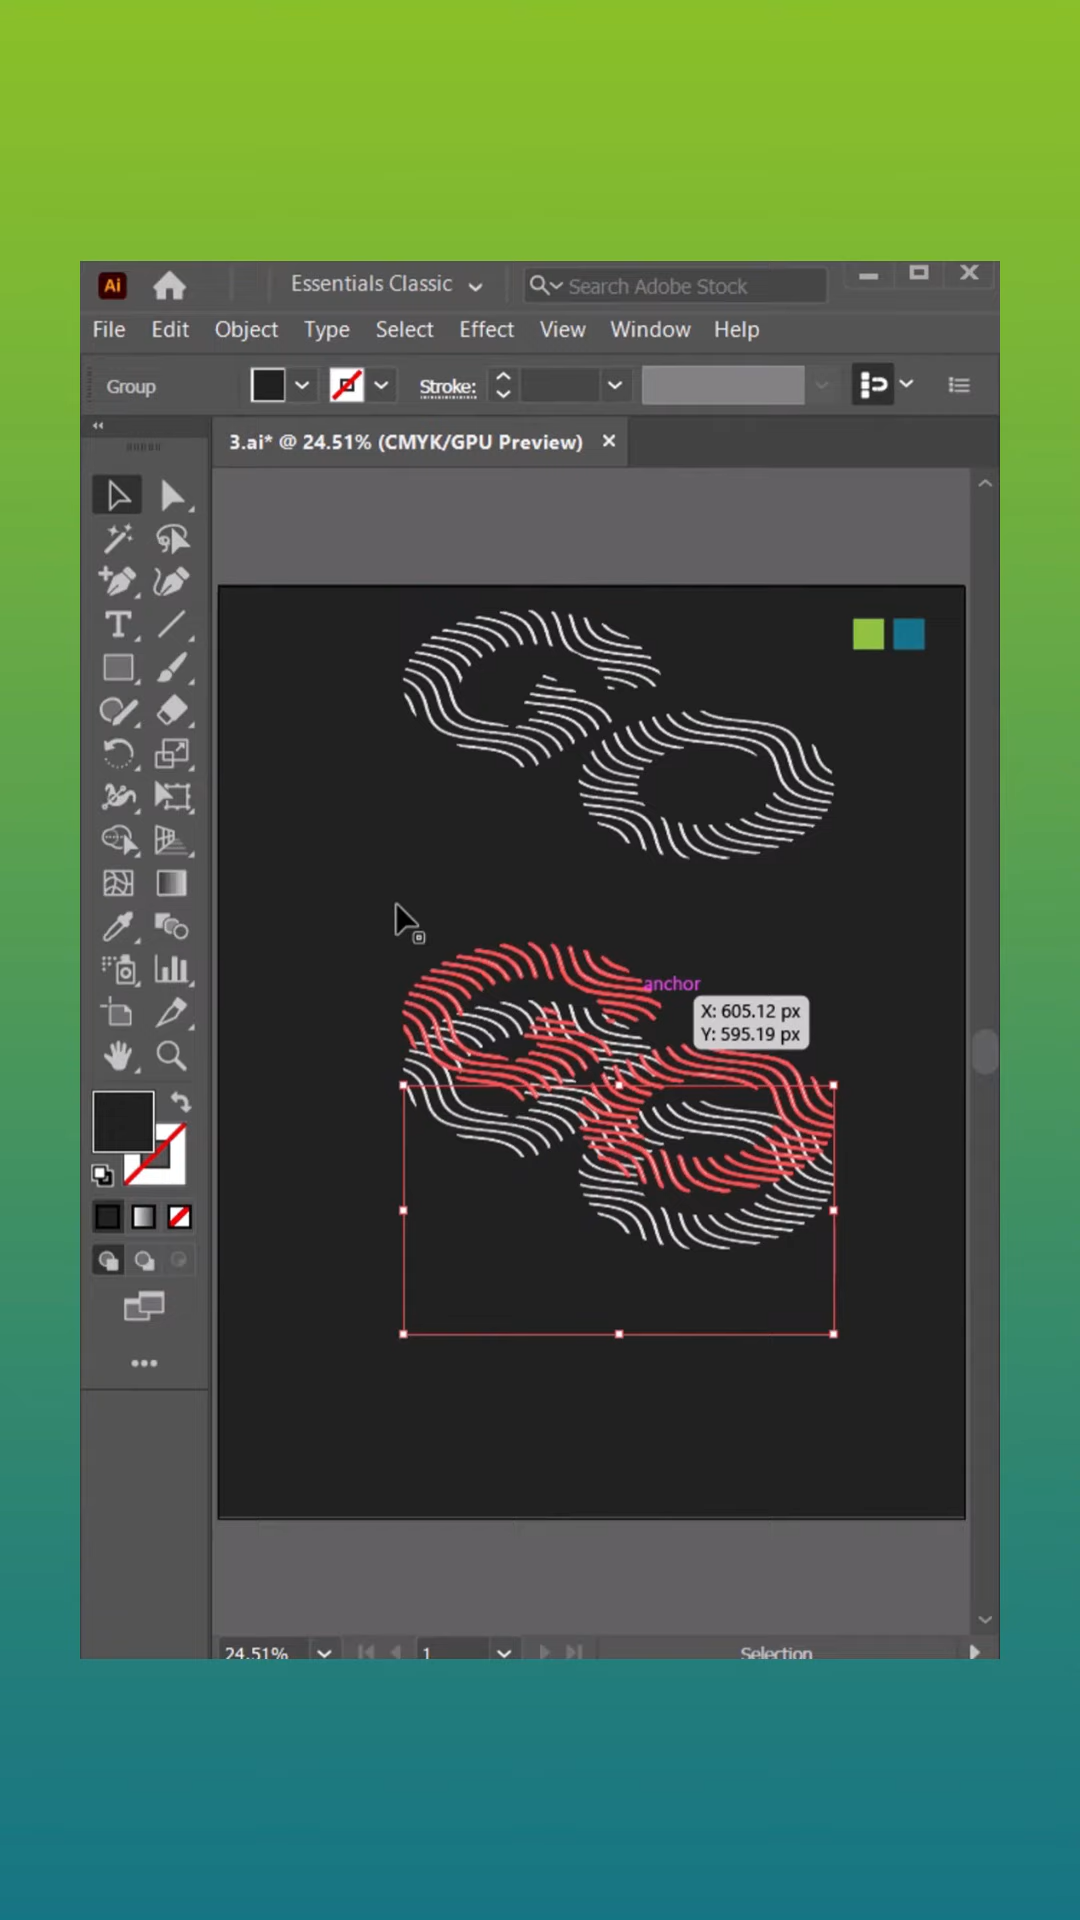 Ai
Essentials Classic
Search Adobe Stock
File Edit Object Type Select Effect View Window Help
Group
Stroke:
3.ai* @ 24.51% (CMYK/GPU Preview)
anchor
X: 605.12 px
Y: 595.19 px
24.51%
1
Selection